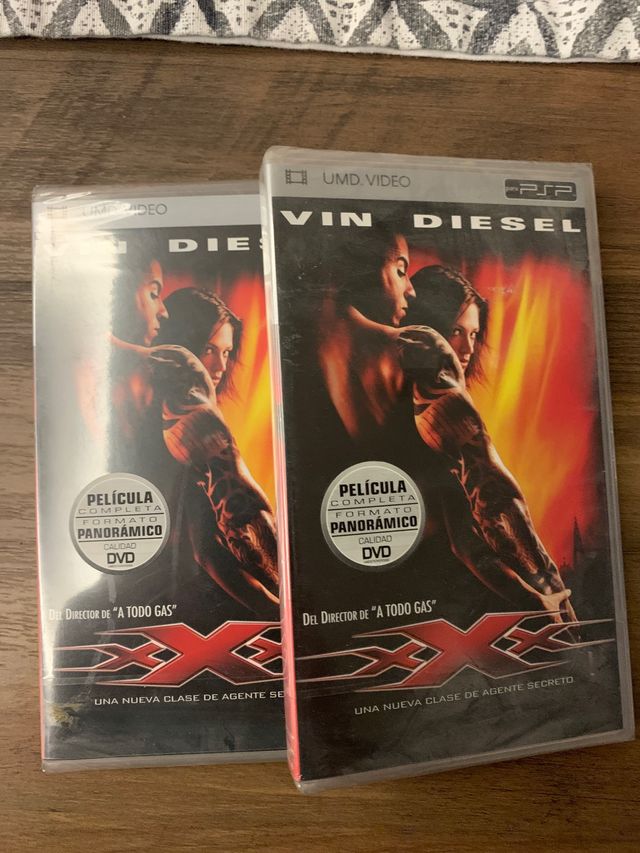 UMD VIDEO
DIES
PELÍCULA
COMPLETA
FORMATO
PANORÁMICO
CALIDAD
DVD
DEL DIRECTOR DE "A TODO GAS"
xXx
UNA NUEVA CLASE DE AGENTE SE
UMD VIDEO
para PSP
VIN DIESEL
PELÍCULA
COMPLETA
FORMATO
PANORÁMICO
CALIDAD
DVD
DEL DIRECTOR DE "A TODO GAS"
xXx
UNA NUEVA CLASE DE AGENTE SECRETO